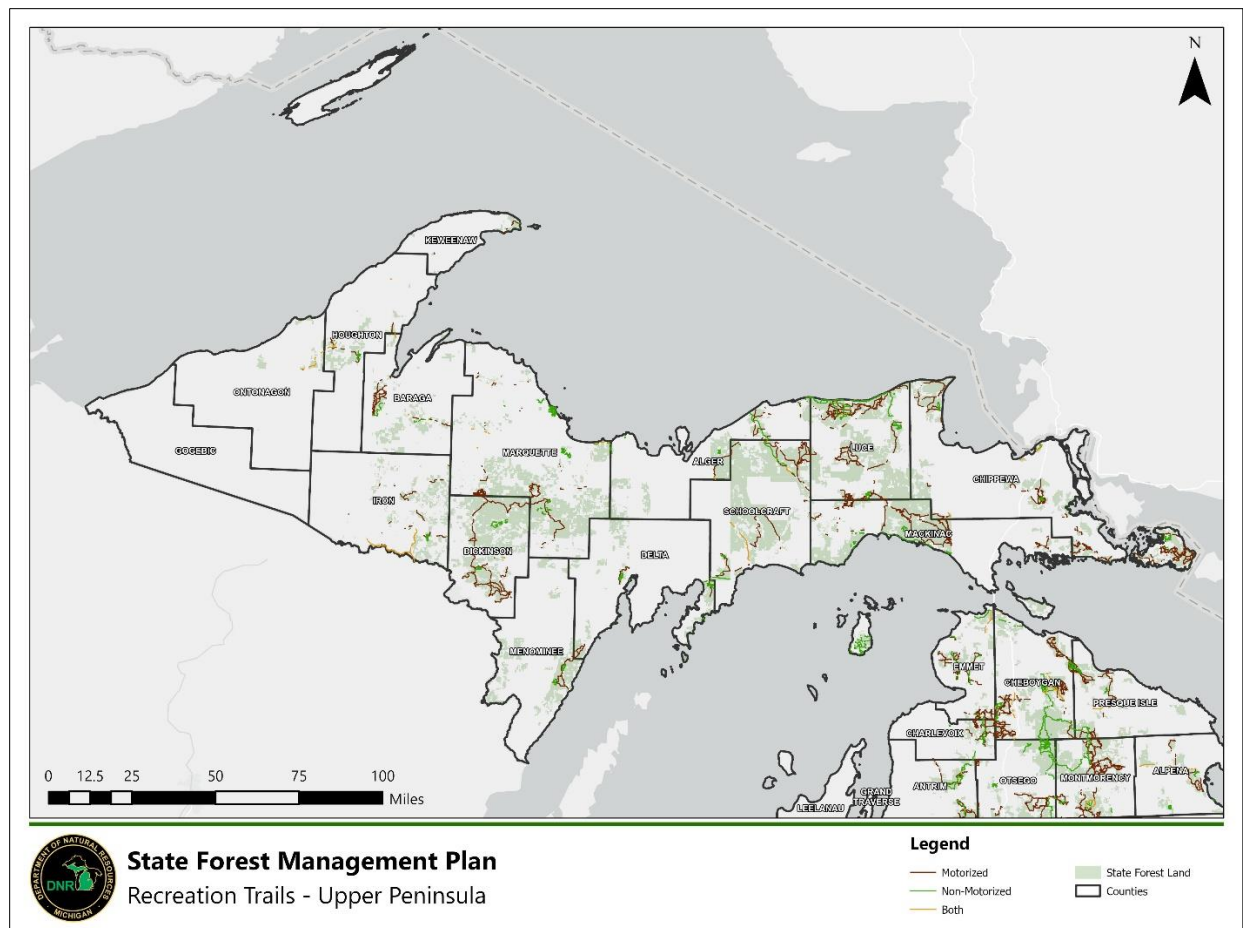 N
KEWEENAW
HOUGHTON
ONTONAGON
BARAGA
GOGEBIC
MARQUETTE
ALGER
LUCE
CHIPPEWA
IRON
SCHOOLCRAFT
MACKINAC
DICKINSON
DELTA
MENOMINEE
EMMET
CHEBOYGAN
PRESQUE ISLE
CHARLEVOIX
ANTRIM
OTSEGO
MONTMORENCY
ALPENA
LEELANAU
GRAND
TRAVERSE
0 12.5 25 50 75 100
Miles
DEPARTMENT OF NATURAL RESOURCES
DNR
MICHIGAN
State Forest Management Plan
Recreation Trails - Upper Peninsula
Legend
Motorized
Non-Motorized
Both
State Forest Land
Counties